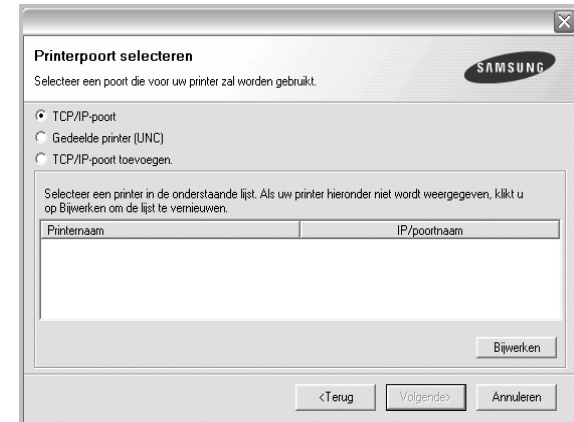 Printerpoort selecteren
Selecteer een poort die voor uw printer zal worden gebruikt.
SAMSUNG
TCP/IP-poort
Gedeelde printer (UNC)
TCP/IP-poort toevoegen.
Selecteer een printer in de onderstaande lijst. Als uw printer hieronder niet wordt weergegeven, klikt u
op Bijwerken om de lijst te vernieuwen.
Printernaam IP/poortnaam
Bijwerken
<Terug Volgende> Annuleren